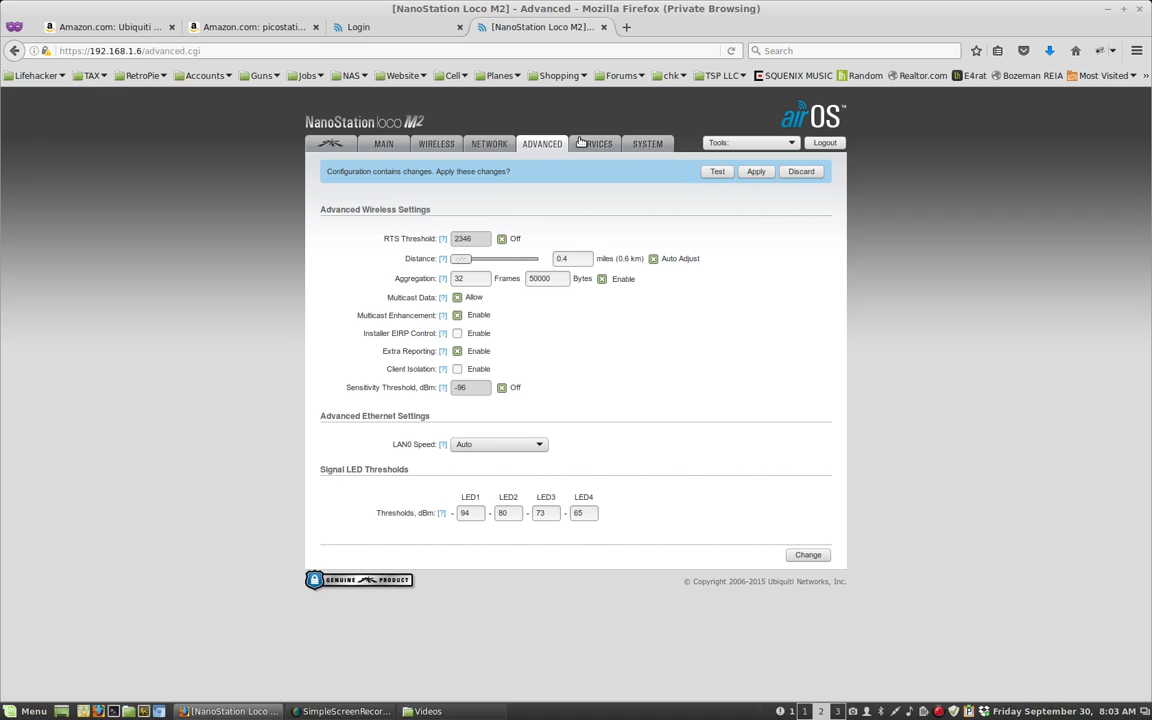 [NanoStation Loco M2] - Advanced - Mozilla Firefox (Private Browsing)
Amazon.com: Ubiquiti ...
Amazon.com: picostati...
Login
[NanoStation Loco M2]...
https://192.168.1.6/advanced.cgi
Search
Lifehacker TAX RetroPie Accounts Guns Jobs NAS Website Cell Planes Shopping Forums chk TSP LLC SQUENIX MUSIC Random Realtor.com E4rat Bozeman REIA Most Visited »
NanoStation loco M2
airOS™
MAIN WIRELESS NETWORK ADVANCED SYSTEM
Tools: Logout
Configuration contains changes. Apply these changes? Test Apply Discard
Advanced Wireless Settings
RTS Threshold: [?] 2346 Off
Distance: [?] 0.4 miles (0.6 km) Auto Adjust
Aggregation: [?] 32 Frames 50000 Bytes Enable
Multicast Data: [?] Allow
Multicast Enhancement: [?] Enable
Installer EIRP Control: [?] Enable
Extra Reporting: [?] Enable
Client Isolation: [?] Enable
Sensitivity Threshold, dBm: [?] -96 Off
Advanced Ethernet Settings
LAN0 Speed: [?] Auto
Signal LED Thresholds
LED1 LED2 LED3 LED4
Thresholds, dBm: [?] - 94 - 80 - 73 - 65
Change
GENUINE PRODUCT
© Copyright 2006-2015 Ubiquiti Networks, Inc.
Menu [NanoStation Loco ... SimpleScreenRecor... Videos 1 1 2 3 Friday September 30, 8:03 AM